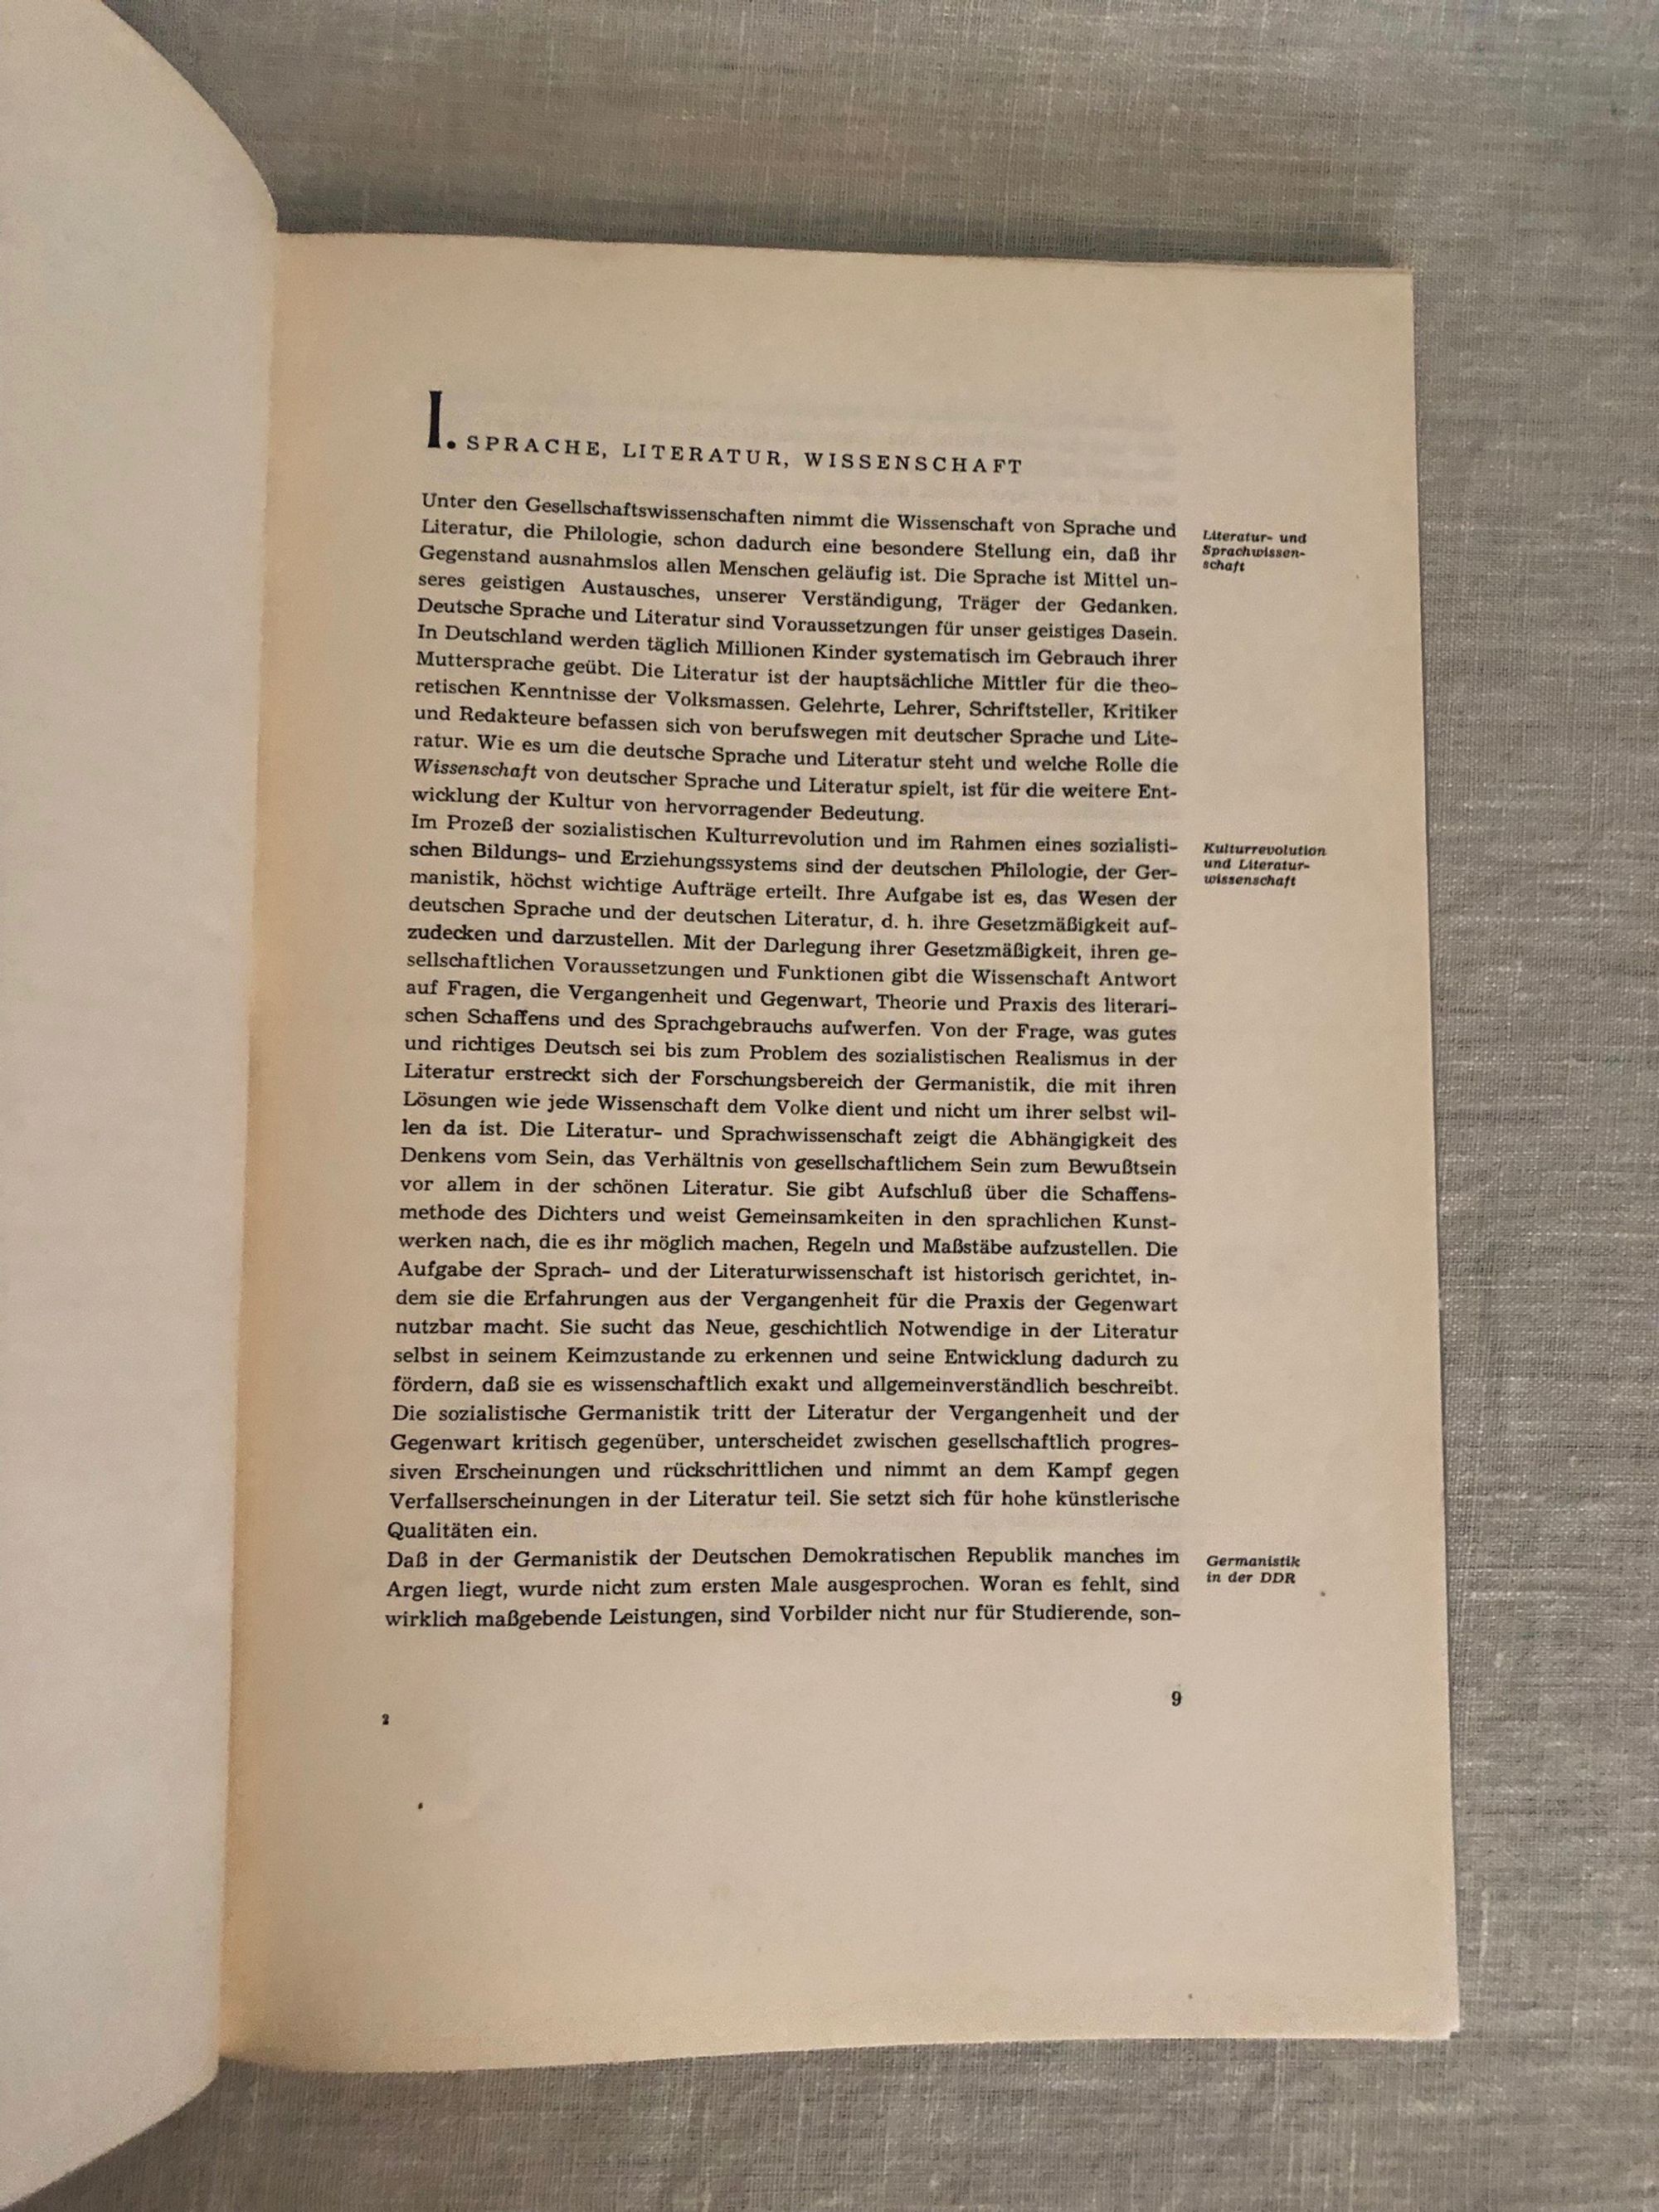 I. SPRACHE, LITERATUR, WISSENSCHAFT
Unter den Gesellschaftswissenschaften nimmt die Wissenschaft von Sprache und
Literatur, die Philologie, schon dadurch eine besondere Stellung ein, daß ihr
Gegenstand ausnahmslos allen Menschen geläufig ist. Die Sprache ist Mittel un-
seres geistigen Austausches, unserer Verständigung, Träger der Gedanken.
Deutsche Sprache und Literatur sind Voraussetzungen für unser geistiges Dasein.
In Deutschland werden täglich Millionen Kinder systematisch im Gebrauch ihrer
Muttersprache geübt. Die Literatur ist der hauptsächliche Mittler für die theo-
retischen Kenntnisse der Volksmassen. Gelehrte, Lehrer, Schriftsteller, Kritiker
und Redakteure befassen sich von berufswegen mit deutscher Sprache und Lite-
ratur. Wie es um die deutsche Sprache und Literatur steht und welche Rolle die
Wissenschaft von deutscher Sprache und Literatur spielt, ist für die weitere Ent-
wicklung der Kultur von hervorragender Bedeutung.
Literatur- und
Sprachwissen-
schaft
Im Prozeß der sozialistischen Kulturrevolution und im Rahmen eines sozialisti-
schen Bildungs- und Erziehungssystems sind der deutschen Philologie, der Ger-
manistik, höchst wichtige Aufträge erteilt. Ihre Aufgabe ist es, das Wesen der
deutschen Sprache und der deutschen Literatur, d. h. ihre Gesetzmäßigkeit auf-
zudecken und darzustellen. Mit der Darlegung ihrer Gesetzmäßigkeit, ihren ge-
sellschaftlichen Voraussetzungen und Funktionen gibt die Wissenschaft Antwort
auf Fragen, die Vergangenheit und Gegenwart, Theorie und Praxis des literari-
schen Schaffens und des Sprachgebrauchs aufwerfen. Von der Frage, was gutes
und richtiges Deutsch sei bis zum Problem des sozialistischen Realismus in der
Literatur erstreckt sich der Forschungsbereich der Germanistik, die mit ihren
Lösungen wie jede Wissenschaft dem Volke dient und nicht um ihrer selbst wil-
len da ist. Die Literatur- und Sprachwissenschaft zeigt die Abhängigkeit des
Denkens vom Sein, das Verhältnis von gesellschaftlichem Sein zum Bewußtsein
vor allem in der schönen Literatur. Sie gibt Aufschluß über die Schaffens-
methode des Dichters und weist Gemeinsamkeiten in den sprachlichen Kunst-
werken nach, die es ihr möglich machen, Regeln und Maßstäbe aufzustellen. Die
Aufgabe der Sprach- und der Literaturwissenschaft ist historisch gerichtet, in-
dem sie die Erfahrungen aus der Vergangenheit für die Praxis der Gegenwart
nutzbar macht. Sie sucht das Neue, geschichtlich Notwendige in der Literatur
selbst in seinem Keimzustande zu erkennen und seine Entwicklung dadurch zu
fördern, daß sie es wissenschaftlich exakt und allgemeinverständlich beschreibt.
Die sozialistische Germanistik tritt der Literatur der Vergangenheit und der
Gegenwart kritisch gegenüber, unterscheidet zwischen gesellschaftlich progres-
siven Erscheinungen und rückschrittlichen und nimmt an dem Kampf gegen
Verfallserscheinungen in der Literatur teil. Sie setzt sich für hohe künstlerische
Qualitäten ein.
Kulturrevolution
und Literatur-
wissenschaft
Daß in der Germanistik der Deutschen Demokratischen Republik manches im
Argen liegt, wurde nicht zum ersten Male ausgesprochen. Woran es fehlt, sind
wirklich maßgebende Leistungen, sind Vorbilder nicht nur für Studierende, son-
Germanistik
in der DDR
9
2